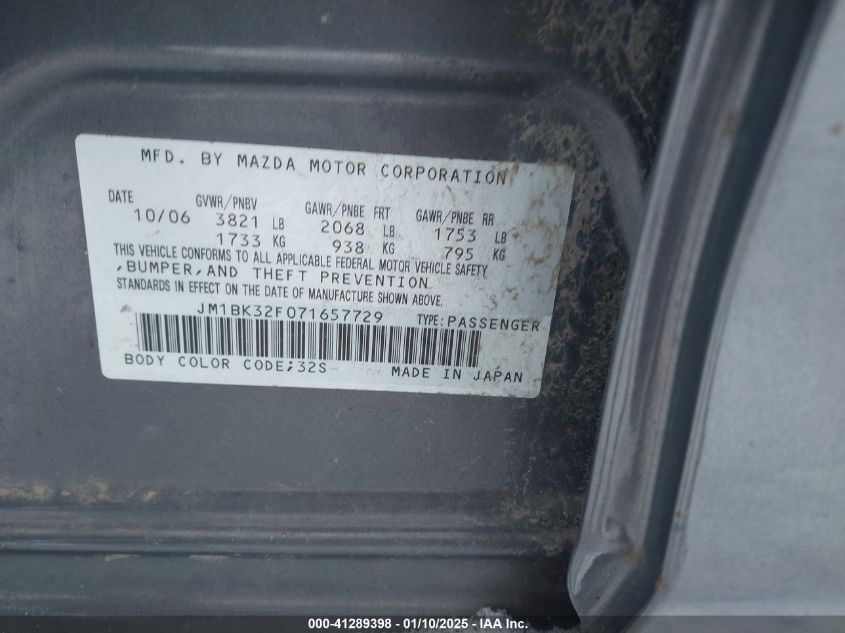 MFD. BY MAZDA MOTOR CORPORATION
DATE GVWR/PNBV GAWR/PNBE FRT GAWR/PNBE RR
10/06 3821 LB 2068 LB 1753 LB
1733 KG 938 KG 795 KG
THIS VEHICLE CONFORMS TO ALL APPLICABLE FEDERAL MOTOR VEHICLE SAFETY
,BUMPER,AND THEFT PREVENTION
STANDARDS IN EFFECT ON THE DATE OF MANUFACTURE SHOWN ABOVE.
JM1BK32F071657729 TYPE:PASSENGER
BODY COLOR CODE;32S MADE IN JAPAN
000-41289398 - 01/10/2025 - IAA Inc.